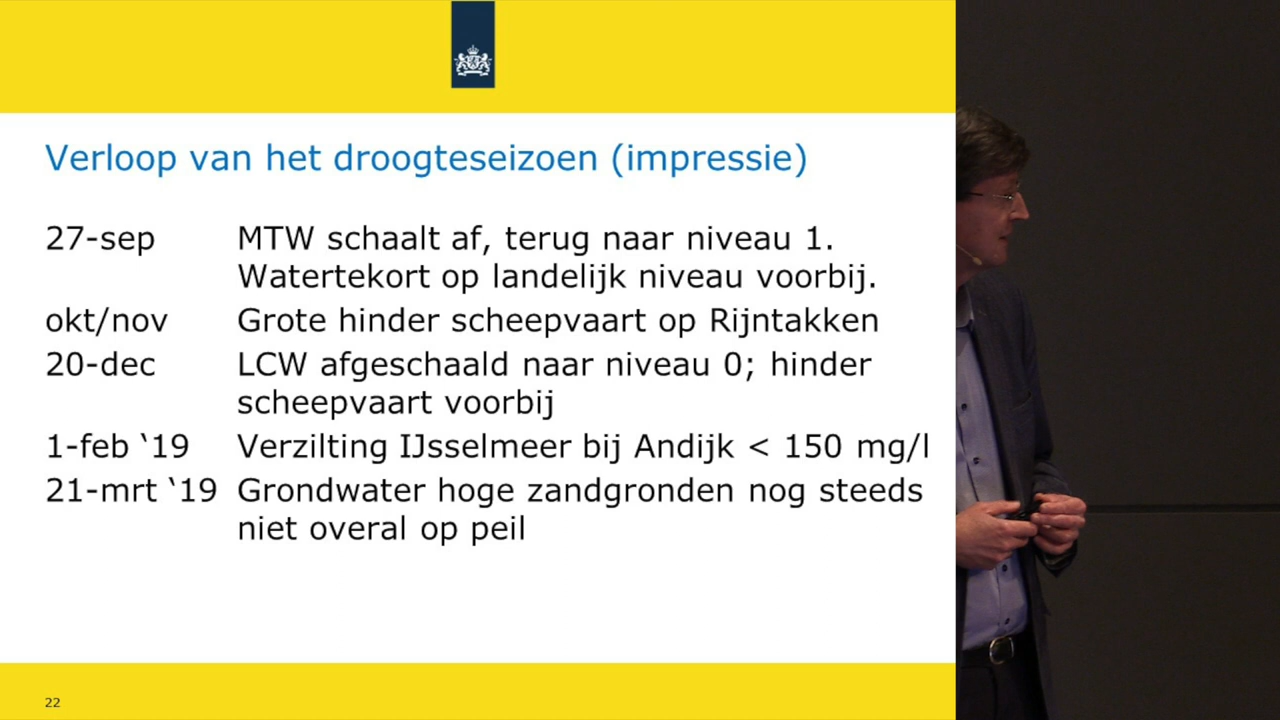 Verloop van het droogteseizoen (impressie)
27-sep MTW schaalt af, terug naar niveau 1.
Watertekort op landelijk niveau voorbij.
okt/nov Grote hinder scheepvaart op Rijntakken
20-dec LCW afgeschaald naar niveau 0; hinder
scheepvaart voorbij
1-feb ‘19 Verzilting IJsselmeer bij Andijk < 150 mg/l
21-mrt ‘19 Grondwater hoge zandgronden nog steeds
niet overal op peil
22